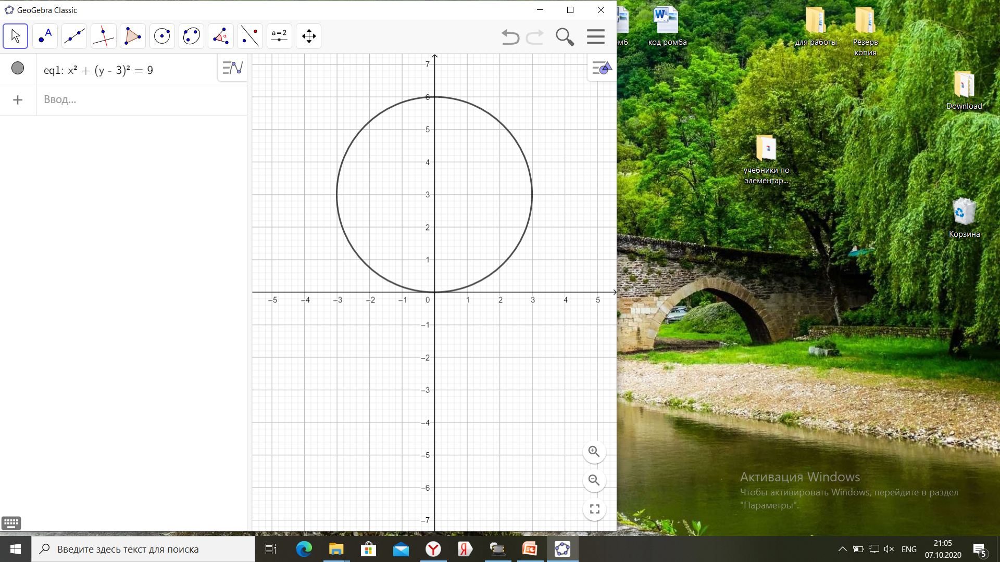 GeoGebra Classic
A
α
a = 2
eq1: x² + (y - 3)² = 9
Ввод...
7
6
5
4
3
2
1
–5 –4 –3 –2 –1 0 1 2 3 4 5
–1
–2
–3
–4
–5
–6
–7
мб
код ромба
для работы
Резерв
копия
Download
учебники по
элементар...
Корзина
Активация Windows
Чтобы активировать Windows, перейдите в раздел
"Параметры".
Введите здесь текст для поиска
Y
Я
ENG
21:05
07.10.2020
5